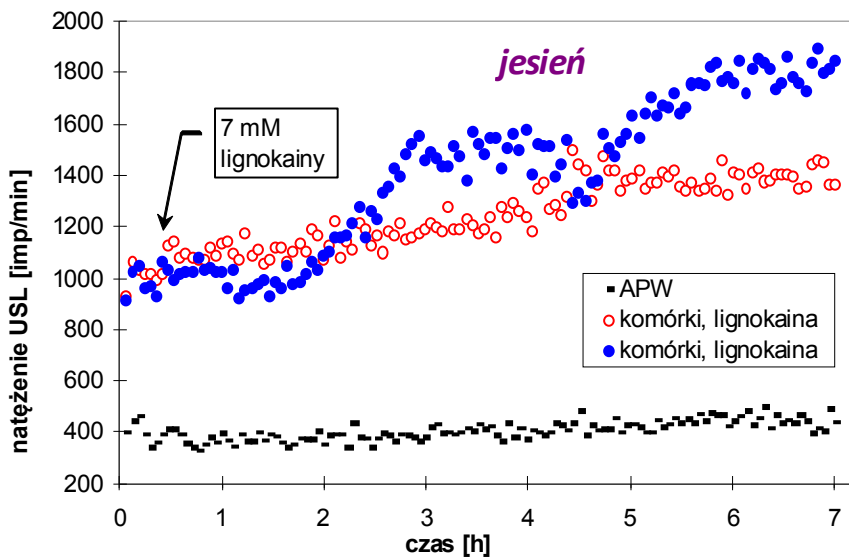 2000
1800
1600
1400
1200
1000
800
600
400
200
natężenie USL [imp/min]
jesień
7 mM
lignokainy
APW
komórki, lignokaina
komórki, lignokaina
0
1
2
3
4
5
6
7
czas [h]